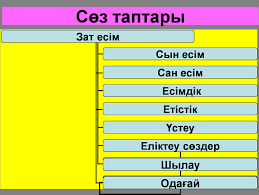 Сөз таптары
Зат есім
Сын есім
Сан есім
Есімдік
Етістік
Үстеу
Еліктеу сөздер
Шылау
Одағай